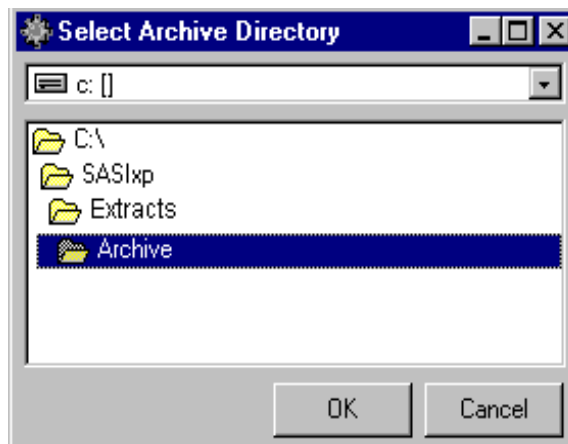 Select Archive Directory
c: []
C:\
SASIxp
Extracts
Archive
OK
Cancel